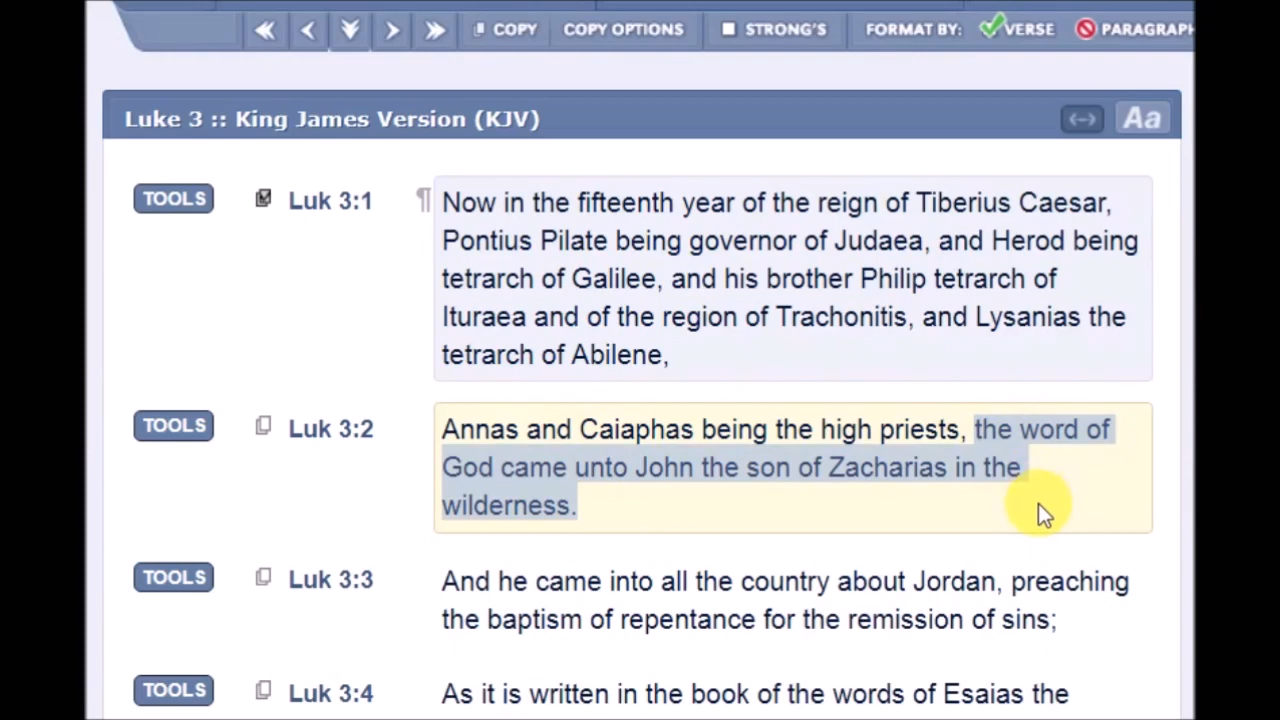 COPY COPY OPTIONS STRONG'S FORMAT BY: VERSE PARAGRAPH
Luke 3 :: King James Version (KJV) Aa
TOOLS Luk 3:1 ¶ Now in the fifteenth year of the reign of Tiberius Caesar,
Pontius Pilate being governor of Judaea, and Herod being
tetrarch of Galilee, and his brother Philip tetrarch of
Ituraea and of the region of Trachonitis, and Lysanias the
tetrarch of Abilene,
TOOLS Luk 3:2 Annas and Caiaphas being the high priests, the word of
God came unto John the son of Zacharias in the
wilderness.
TOOLS Luk 3:3 And he came into all the country about Jordan, preaching
the baptism of repentance for the remission of sins;
TOOLS Luk 3:4 As it is written in the book of the words of Esaias the